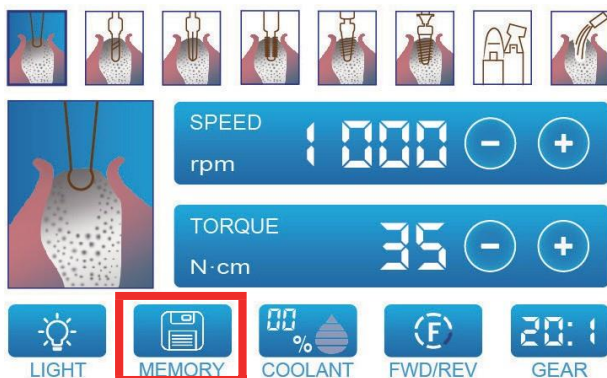 SPEED
rpm
1000
TORQUE
N·cm
35
00
%
F
20:1
LIGHT
MEMORY
COOLANT
FWD/REV
GEAR